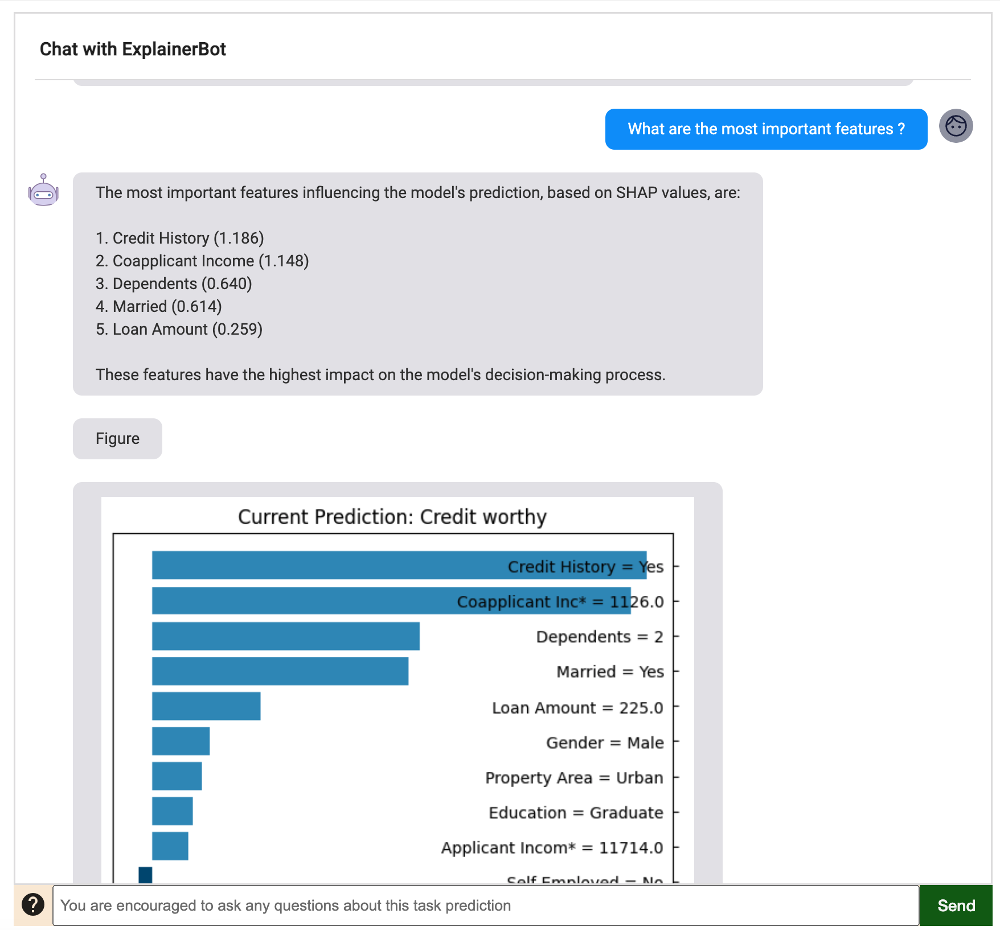 Chat with ExplainerBot
What are the most important features ?
The most important features influencing the model's prediction, based on SHAP values, are:
1. Credit History (1.186)
2. Coapplicant Income (1.148)
3. Dependents (0.640)
4. Married (0.614)
5. Loan Amount (0.259)
These features have the highest impact on the model's decision-making process.
Figure
Current Prediction: Credit worthy
Credit History = Yes
Coapplicant Inc* = 1126.0
Dependents = 2
Married = Yes
Loan Amount = 225.0
Gender = Male
Property Area = Urban
Education = Graduate
Applicant Incom* = 11714.0
Self Employed = No
You are encouraged to ask any questions about this task prediction
Send